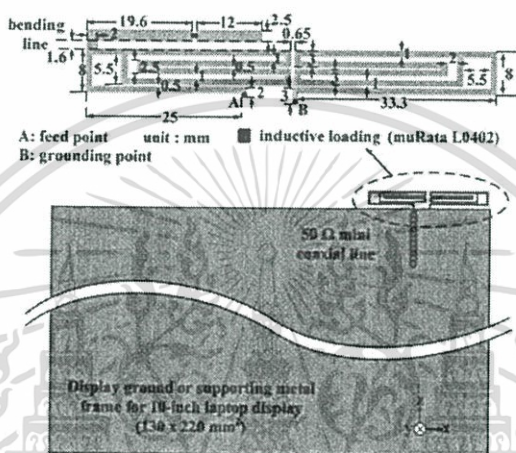 19.6
12
2.5
bending
line
2
0.65
1.6
8
5.5
2.5
0.5
1
0.5
1
2
5.5
8
A
2
3
B
33.3
25
A: feed point unit : mm inductive loading (muRata L0402)
B: grounding point
50 Ω mini
coaxial line
Display ground or supporting metal
frame for 10-inch laptop display
(130 x 220 mm²)
Z
Y
X